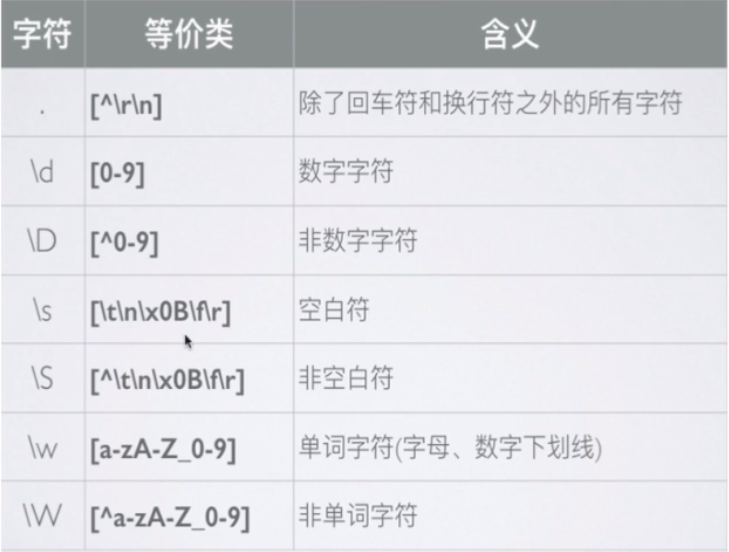 字符 等价类 含义
. [^\r\n] 除了回车符和换行符之外的所有字符
\d [0-9] 数字字符
\D [^0-9] 非数字字符
\s [\t\n\x0B\f\r] 空白符
\S [^\t\n\x0B\f\r] 非空白符
\w [a-zA-Z_0-9] 单词字符(字母、数字下划线)
\W [^a-zA-Z_0-9] 非单词字符